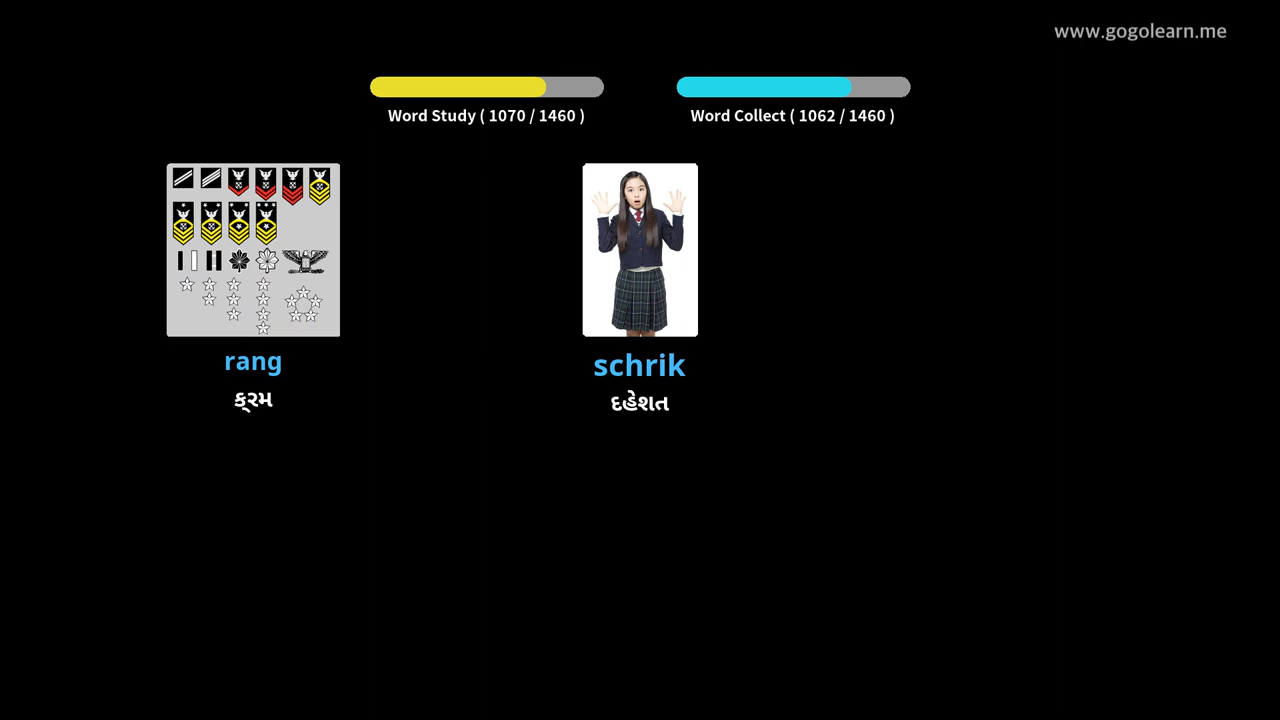 www.gogolearn.me
Word Study ( 1070 / 1460 )
Word Collect ( 1062 / 1460 )
rang
ક્રમ
schrik
દહેશત